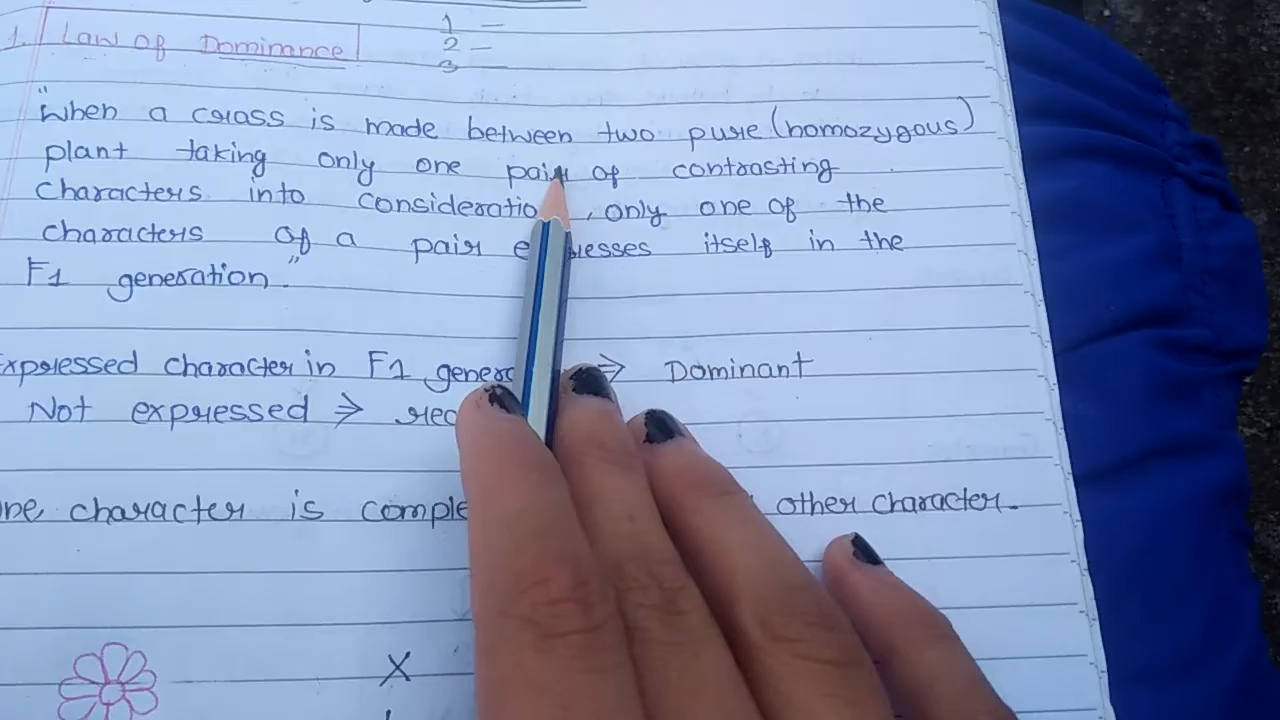 1. Law of Dominance
1 –
2 –
3 –
"When a cross is made between two pure (homozygous)
plant taking only one pair of contrasting
characters into consideration, only one of the
characters of a pair expresses itself in the
F1 generation."
Expressed character in F1 ⇒ Dominant
Not expressed ⇒
One character is other character.
X